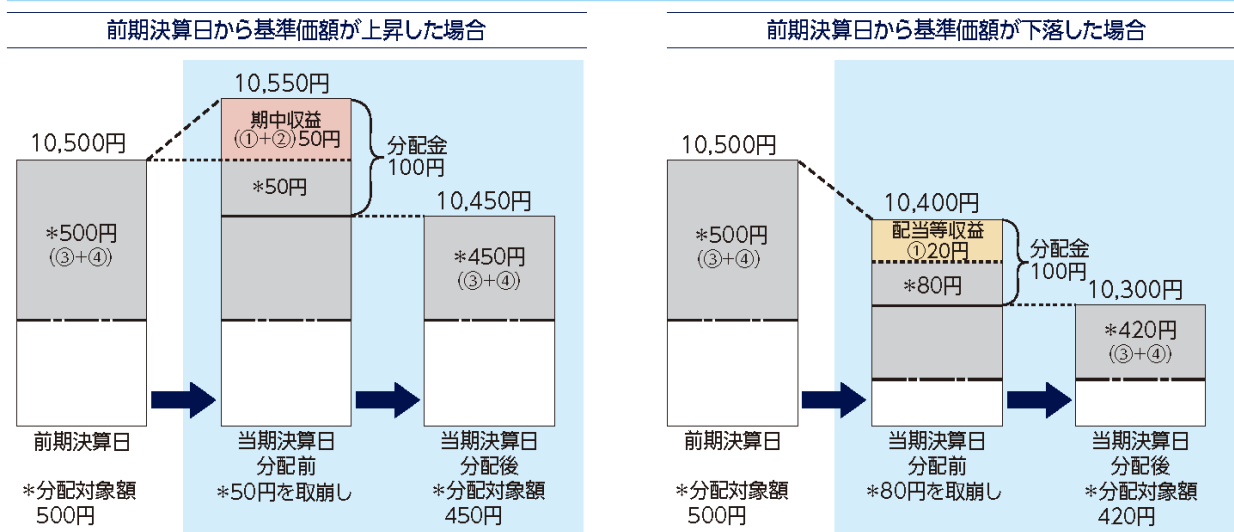 前期決算日から基準価額が上昇した場合
10,550円
期中収益
(①+②)50円
10,500円
分配金
100円
*50円
10,450円
*500円
(③+④)
*450円
(③+④)
前期決算日
当期決算日
分配前
当期決算日
分配後
*分配対象額
500円
*50円を取崩し
*分配対象額
450円
前期決算日から基準価額が下落した場合
10,500円
10,400円
配当等収益
①20円
*500円
(③+④)
分配金
100円
*80円
10,300円
*420円
(③+④)
前期決算日
当期決算日
分配前
当期決算日
分配後
*分配対象額
500円
*80円を取崩し
*分配対象額
420円